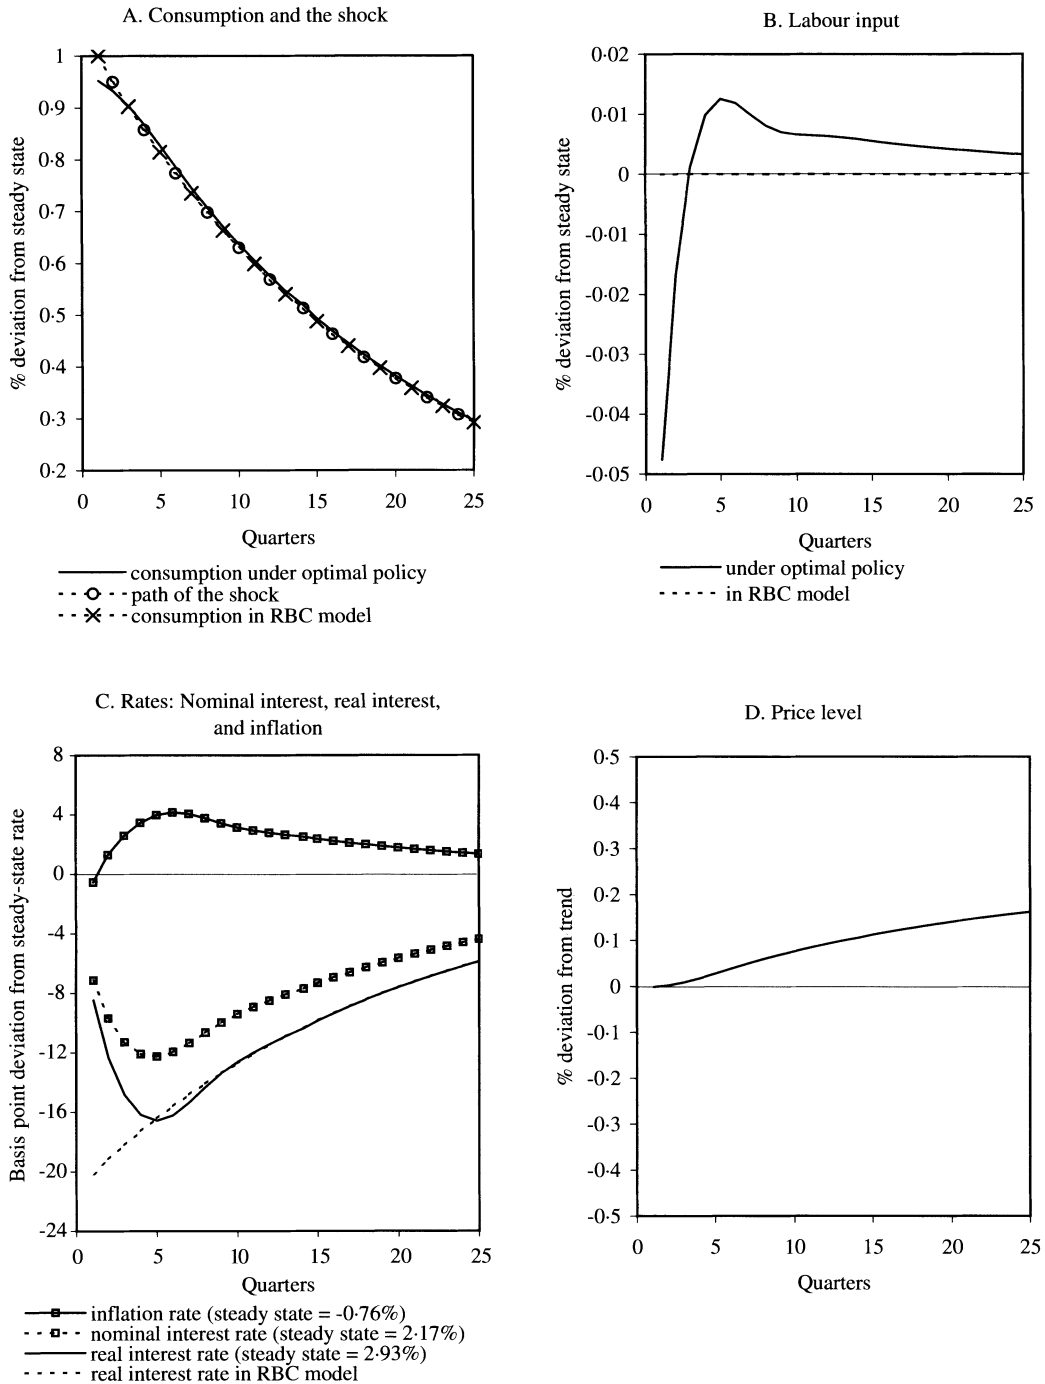 A. Consumption and the shock
% deviation from steady state
1
0·9
0·8
0·7
0·6
0·5
0·4
0·3
0·2
0 5 10 15 20 25
Quarters
consumption under optimal policy
path of the shock
consumption in RBC model
B. Labour input
% deviation from steady state
0·02
0·01
0
-0·01
-0·02
-0·03
-0·04
-0·05
0 5 10 15 20 25
Quarters
under optimal policy
in RBC model
C. Rates: Nominal interest, real interest,
and inflation
Basis point deviation from steady-state rate
8
4
0
-4
-8
-12
-16
-20
-24
0 5 10 15 20 25
Quarters
inflation rate (steady state = -0·76%)
nominal interest rate (steady state = 2·17%)
real interest rate (steady state = 2·93%)
real interest rate in RBC model
D. Price level
% deviation from trend
0·5
0·4
0·3
0·2
0·1
0
-0·1
-0·2
-0·3
-0·4
-0·5
0 5 10 15 20 25
Quarters